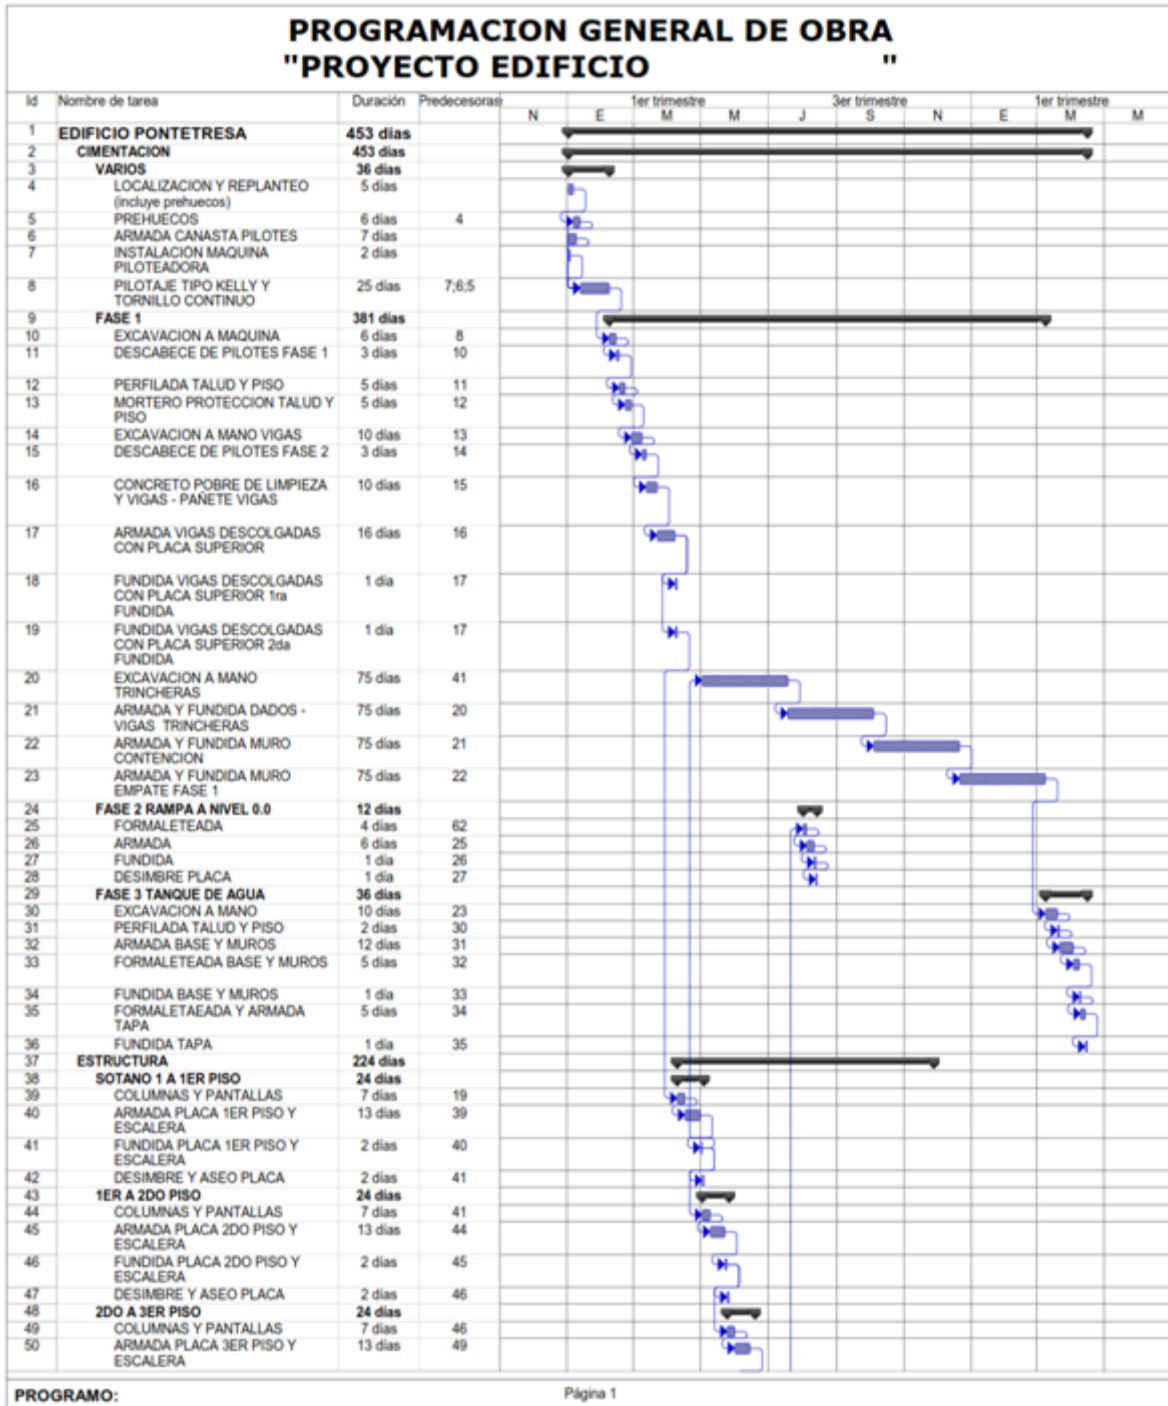 PROGRAMACION GENERAL DE OBRA
"PROYECTO EDIFICIO "
Id Nombre de tarea Duración Predecesoras 1er trimestre 3er trimestre 1er trimestre
N E M M J S N E M M
1 EDIFICIO PONTETRESA 453 días
2 CIMENTACION 453 días
3 VARIOS 36 días
4 LOCALIZACION Y REPLANTEO 5 días
(incluye prehuecos)
5 PREHUECOS 6 días 4
6 ARMADA CANASTA PILOTES 7 días
7 INSTALACION MAQUINA 2 días
PILOTEADORA
8 PILOTAJE TIPO KELLY Y 25 días 7;6;5
TORNILLO CONTINUO
9 FASE 1 381 días
10 EXCAVACION A MAQUINA 6 días 8
11 DESCABECE DE PILOTES FASE 1 3 días 10
12 PERFILADA TALUD Y PISO 5 días 11
13 MORTERO PROTECCION TALUD Y 5 días 12
PISO
14 EXCAVACION A MANO VIGAS 10 días 13
15 DESCABECE DE PILOTES FASE 2 3 días 14
16 CONCRETO POBRE DE LIMPIEZA 10 días 15
Y VIGAS - PAÑETE VIGAS
17 ARMADA VIGAS DESCOLGADAS 16 días 16
CON PLACA SUPERIOR
18 FUNDIDA VIGAS DESCOLGADAS 1 día 17
CON PLACA SUPERIOR 1ra
FUNDIDA
19 FUNDIDA VIGAS DESCOLGADAS 1 día 17
CON PLACA SUPERIOR 2da
FUNDIDA
20 EXCAVACION A MANO 75 días 41
TRINCHERAS
21 ARMADA Y FUNDIDA DADOS - 75 días 20
VIGAS TRINCHERAS
22 ARMADA Y FUNDIDA MURO 75 días 21
CONTENCION
23 ARMADA Y FUNDIDA MURO 75 días 22
EMPATE FASE 1
24 FASE 2 RAMPA A NIVEL 0.0 12 días
25 FORMALETEADA 4 días 62
26 ARMADA 6 días 25
27 FUNDIDA 1 día 26
28 DESIMBRE PLACA 1 día 27
29 FASE 3 TANQUE DE AGUA 36 días
30 EXCAVACION A MANO 10 días 23
31 PERFILADA TALUD Y PISO 2 días 30
32 ARMADA BASE Y MUROS 12 días 31
33 FORMALETEADA BASE Y MUROS 5 días 32
34 FUNDIDA BASE Y MUROS 1 día 33
35 FORMALETAEADA Y ARMADA 5 días 34
TAPA
36 FUNDIDA TAPA 1 día 35
37 ESTRUCTURA 224 días
38 SOTANO 1 A 1ER PISO 24 días
39 COLUMNAS Y PANTALLAS 7 días 19
40 ARMADA PLACA 1ER PISO Y 13 días 39
ESCALERA
41 FUNDIDA PLACA 1ER PISO Y 2 días 40
ESCALERA
42 DESIMBRE Y ASEO PLACA 2 días 41
43 1ER A 2DO PISO 24 días
44 COLUMNAS Y PANTALLAS 7 días 41
45 ARMADA PLACA 2DO PISO Y 13 días 44
ESCALERA
46 FUNDIDA PLACA 2DO PISO Y 2 días 45
ESCALERA
47 DESIMBRE Y ASEO PLACA 2 días 46
48 2DO A 3ER PISO 24 días
49 COLUMNAS Y PANTALLAS 7 días 46
50 ARMADA PLACA 3ER PISO Y 13 días 49
ESCALERA
PROGRAMO: Página 1